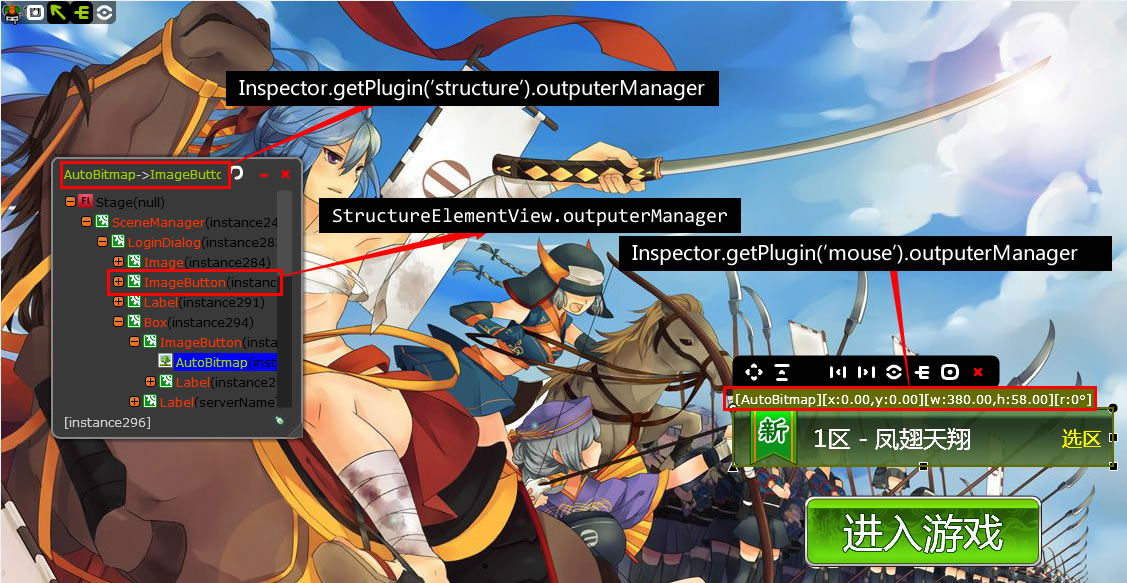 Inspector.getPlugin('structure').outputerManager
AutoBitmap->ImageButto
Stage(null)
StructureElementView.outputerManager
SceneManager(instance24
LoginDialog(instance28
Inspector.getPlugin('mouse').outputerManager
Image(instance284)
ImageButton(instanc
Label(instance291)
Box(instance294)
ImageButton(insta
AutoBitmap(inst
Label(instance2
Label(serverName
[instance296]
[AutoBitmap][x:0.00,y:0.00][w:380.00,h:58.00][r:0º]
新 1区 - 凤翅天翔 选区
进入游戏